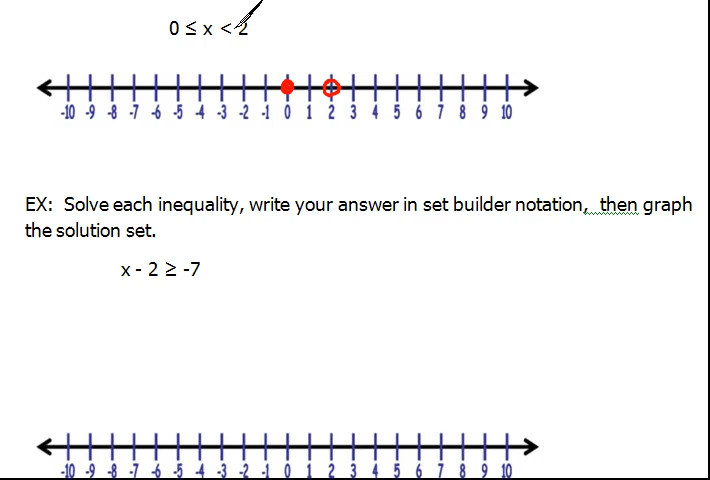 0 ≤ x < 2
-10 -9 -8 -7 -6 -5 -4 -3 -2 -1 0 1 2 3 4 5 6 7 8 9 10
EX: Solve each inequality, write your answer in set builder notation, then graph
the solution set.
x - 2 ≥ -7
-10 -9 -8 -7 -6 -5 -4 -3 -2 -1 0 1 2 3 4 5 6 7 8 9 10